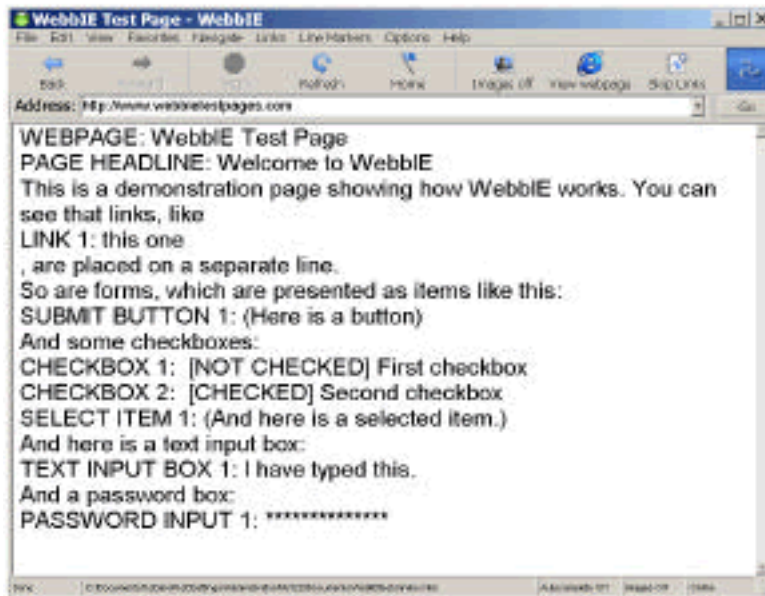 WebbIE Test Page - WebbIE
File Edit View Favorites Navigate Links Line Markers Options Help
Back Refresh Home Images Off View webpage Skip Links
Address: http://www.webbietestpages.com Go
WEBPAGE: WebbIE Test Page
PAGE HEADLINE: Welcome to WebbIE
This is a demonstration page showing how WebbIE works. You can
see that links, like
LINK 1: this one
, are placed on a separate line.
So are forms, which are presented as items like this:
SUBMIT BUTTON 1: (Here is a button)
And some checkboxes:
CHECKBOX 1: [NOT CHECKED] First checkbox
CHECKBOX 2: [CHECKED] Second checkbox
SELECT ITEM 1: (And here is a selected item.)
And here is a text input box:
TEXT INPUT BOX 1: I have typed this.
And a password box:
PASSWORD INPUT 1: **************
Done Images Off